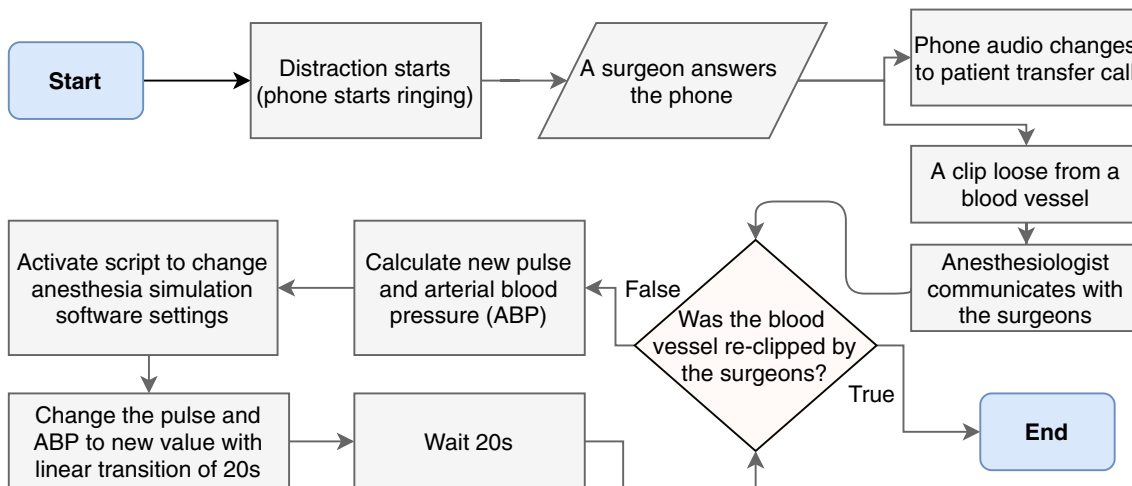 Start
Distraction starts
(phone starts ringing)
A surgeon answers
the phone
Phone audio changes
to patient transfer call
A clip loose from a
blood vessel
Anesthesiologist
communicates with
the surgeons
Was the blood
vessel re-clipped by
the surgeons?
False
True
Calculate new pulse
and arterial blood
pressure (ABP)
Activate script to change
anesthesia simulation
software settings
Change the pulse and
ABP to new value with
linear transition of 20s
Wait 20s
End